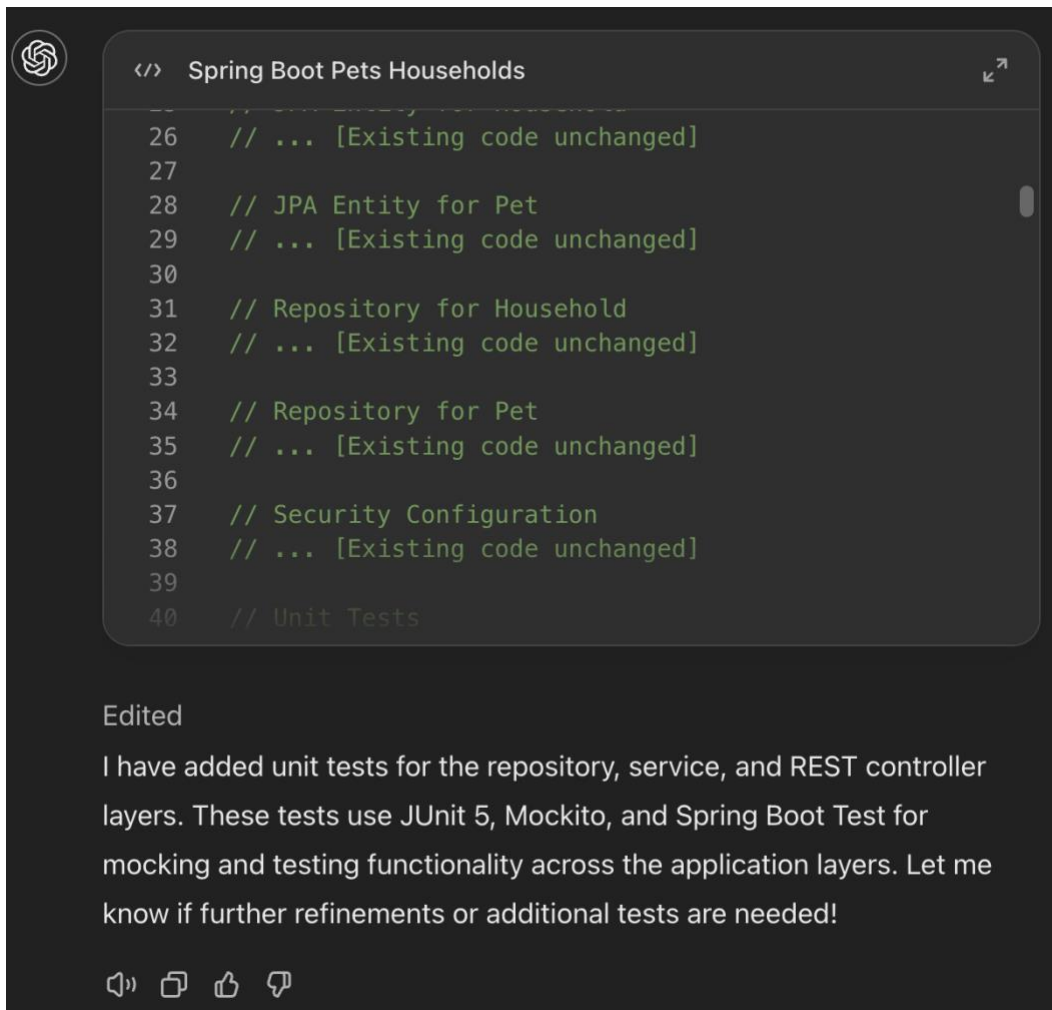 </> Spring Boot Pets Households
26 // ... [Existing code unchanged]
27
28 // JPA Entity for Pet
29 // ... [Existing code unchanged]
30
31 // Repository for Household
32 // ... [Existing code unchanged]
33
34 // Repository for Pet
35 // ... [Existing code unchanged]
36
37 // Security Configuration
38 // ... [Existing code unchanged]
39
40 // Unit Tests
Edited
I have added unit tests for the repository, service, and REST controller
layers. These tests use JUnit 5, Mockito, and Spring Boot Test for
mocking and testing functionality across the application layers. Let me
know if further refinements or additional tests are needed!